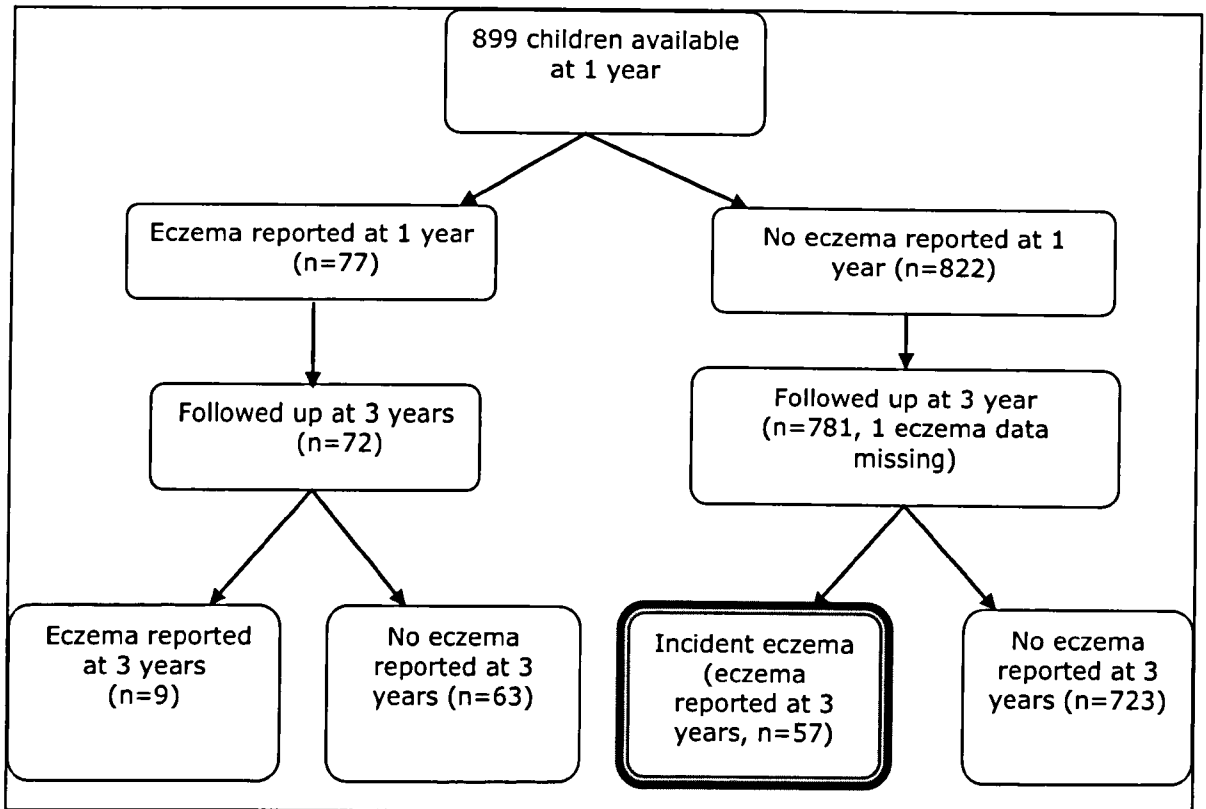 899 children available
at 1 year
Eczema reported at 1 year
(n=77)
No eczema reported at 1
year (n=822)
Followed up at 3 years
(n=72)
Followed up at 3 year
(n=781, 1 eczema data
missing)
Eczema reported
at 3 years
(n=9)
No eczema
reported at 3
years (n=63)
Incident eczema
(eczema
reported at 3
years, n=57)
No eczema
reported at 3
years (n=723)